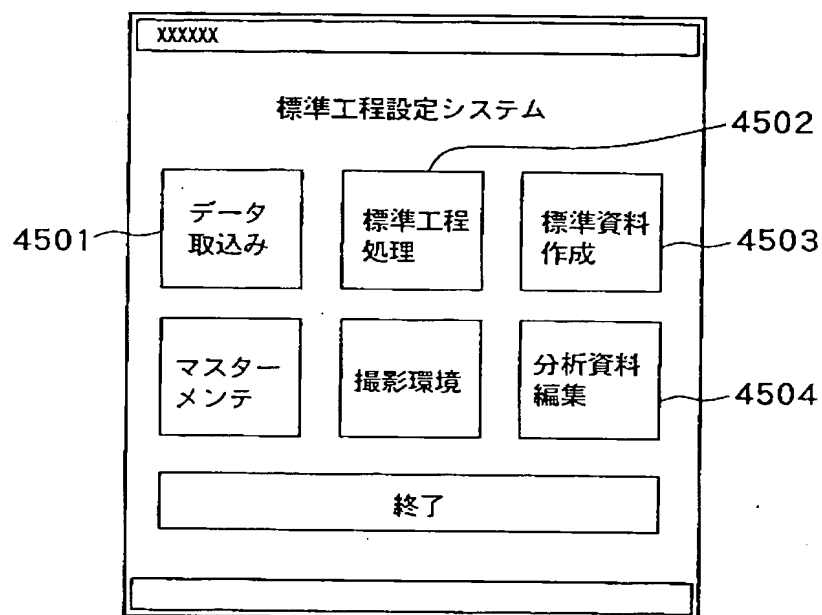 XXXXXX
標準工程設定システム
4502
データ
取込み
標準工程
処理
標準資料
作成
4501
4503
マスター
メンテ
撮影環境
分析資料
編集
4504
終了